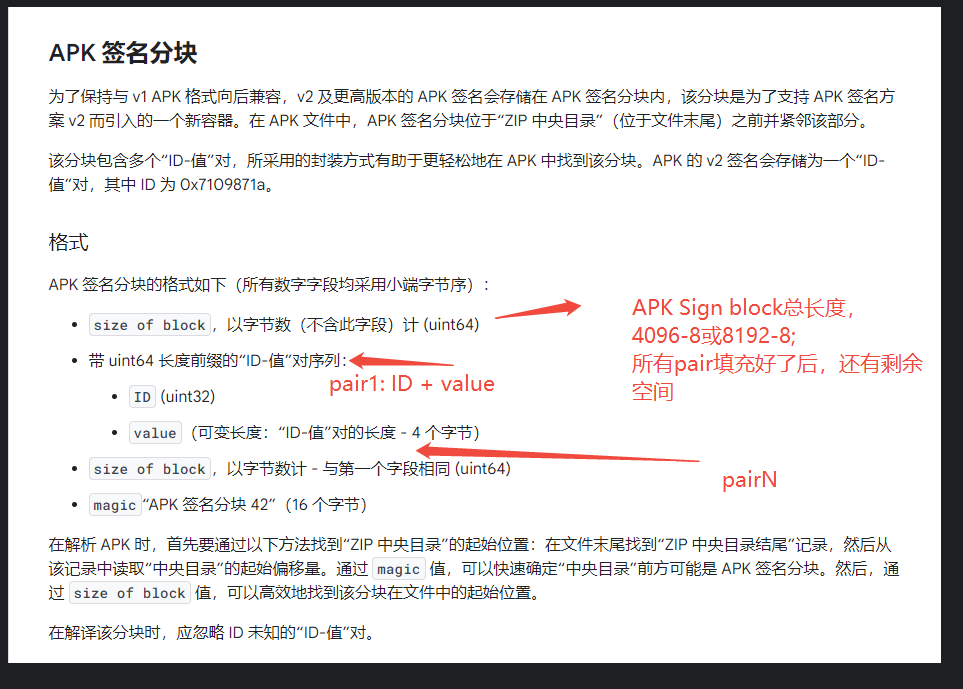 APK 签名分块
为了保持与 v1 APK 格式向后兼容，v2 及更高版本的 APK 签名会存储在 APK 签名分块内，该分块是为了支持 APK 签名方
案 v2 而引入的一个新容器。在 APK 文件中，APK 签名分块位于“ZIP 中央目录”（位于文件末尾）之前并紧邻该部分。
该分块包含多个“ID-值”对，所采用的封装方式有助于更轻松地在 APK 中找到该分块。APK 的 v2 签名会存储为一个“ID-
值”对，其中 ID 为 0x7109871a。
格式
APK 签名分块的格式如下（所有数字字段均采用小端字节序）：
• size of block，以字节数（不含此字段）计 (uint64)
APK Sign block总长度，
4096-8或8192-8;
所有pair填充好了后，还有剩余
空间
• 带 uint64 长度前缀的“ID-值”对序列：
pair1: ID + value
• ID (uint32)
• value（可变长度：“ID-值”对的长度 - 4 个字节）
• size of block，以字节数计 - 与第一个字段相同 (uint64)
pairN
• magic“APK 签名分块 42”（16 个字节）
在解析 APK 时，首先要通过以下方法找到“ZIP 中央目录”的起始位置：在文件末尾找到“ZIP 中央目录结尾”记录，然后从
该记录中读取“中央目录”的起始偏移量。通过 magic 值，可以快速确定“中央目录”前方可能是 APK 签名分块。然后，通
过 size of block 值，可以高效地找到该分块在文件中的起始位置。
在解译该分块时，应忽略 ID 未知的“ID-值”对。